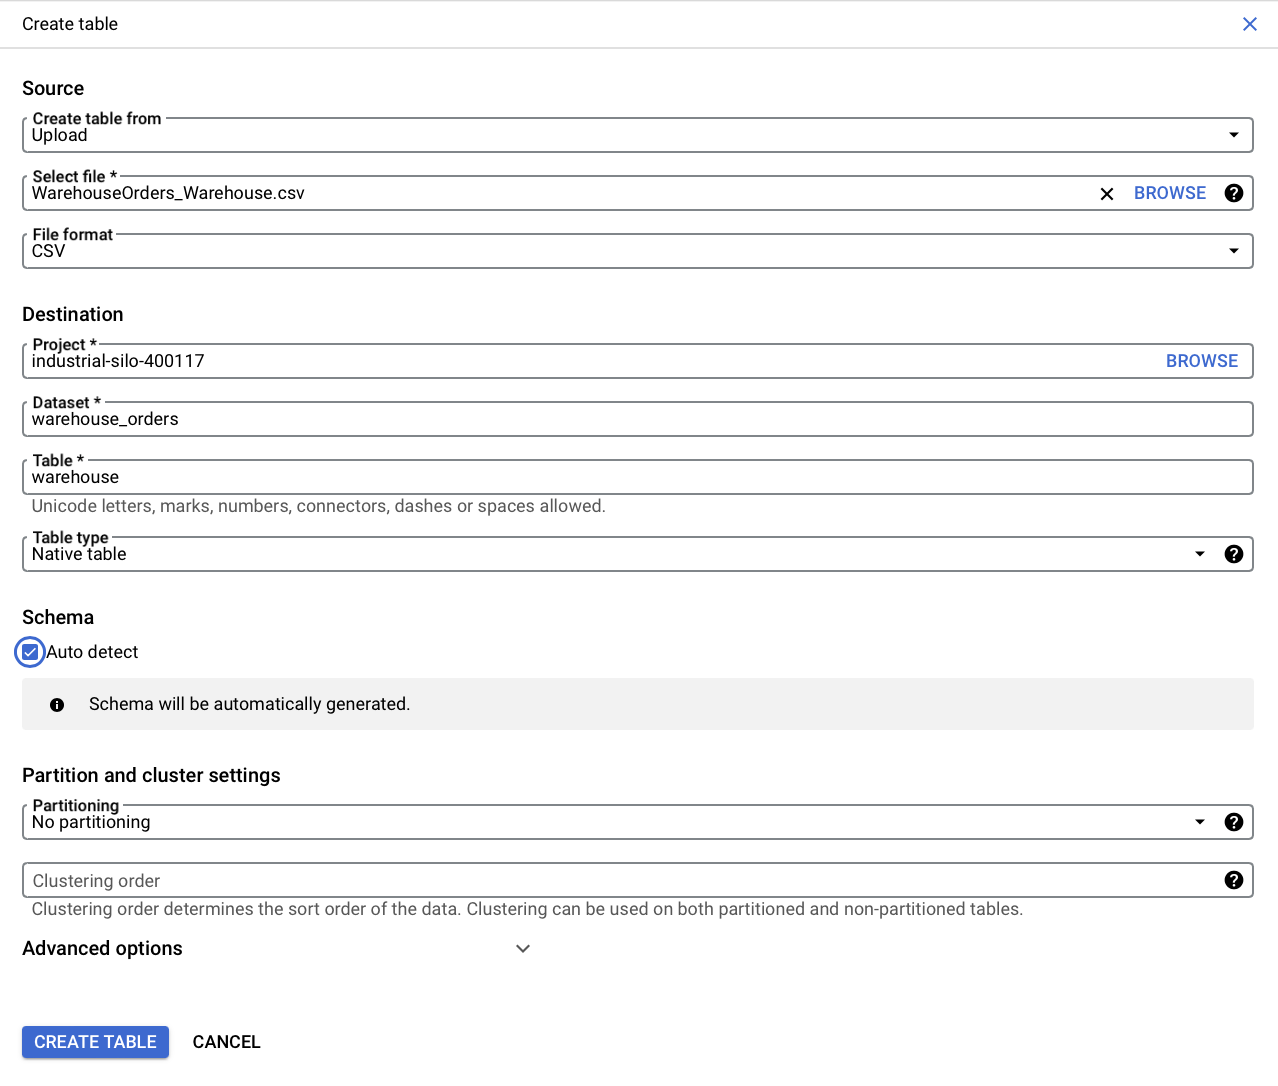 Create table
Source
Create table from
Upload
Select file *
WarehouseOrders_Warehouse.csv BROWSE
File format
CSV
Destination
Project *
industrial-silo-400117 BROWSE
Dataset *
warehouse_orders
Table *
warehouse
Unicode letters, marks, numbers, connectors, dashes or spaces allowed.
Table type
Native table
Schema
Auto detect
Schema will be automatically generated.
Partition and cluster settings
Partitioning
No partitioning
Clustering order
Clustering order determines the sort order of the data. Clustering can be used on both partitioned and non-partitioned tables.
Advanced options
CREATE TABLE CANCEL